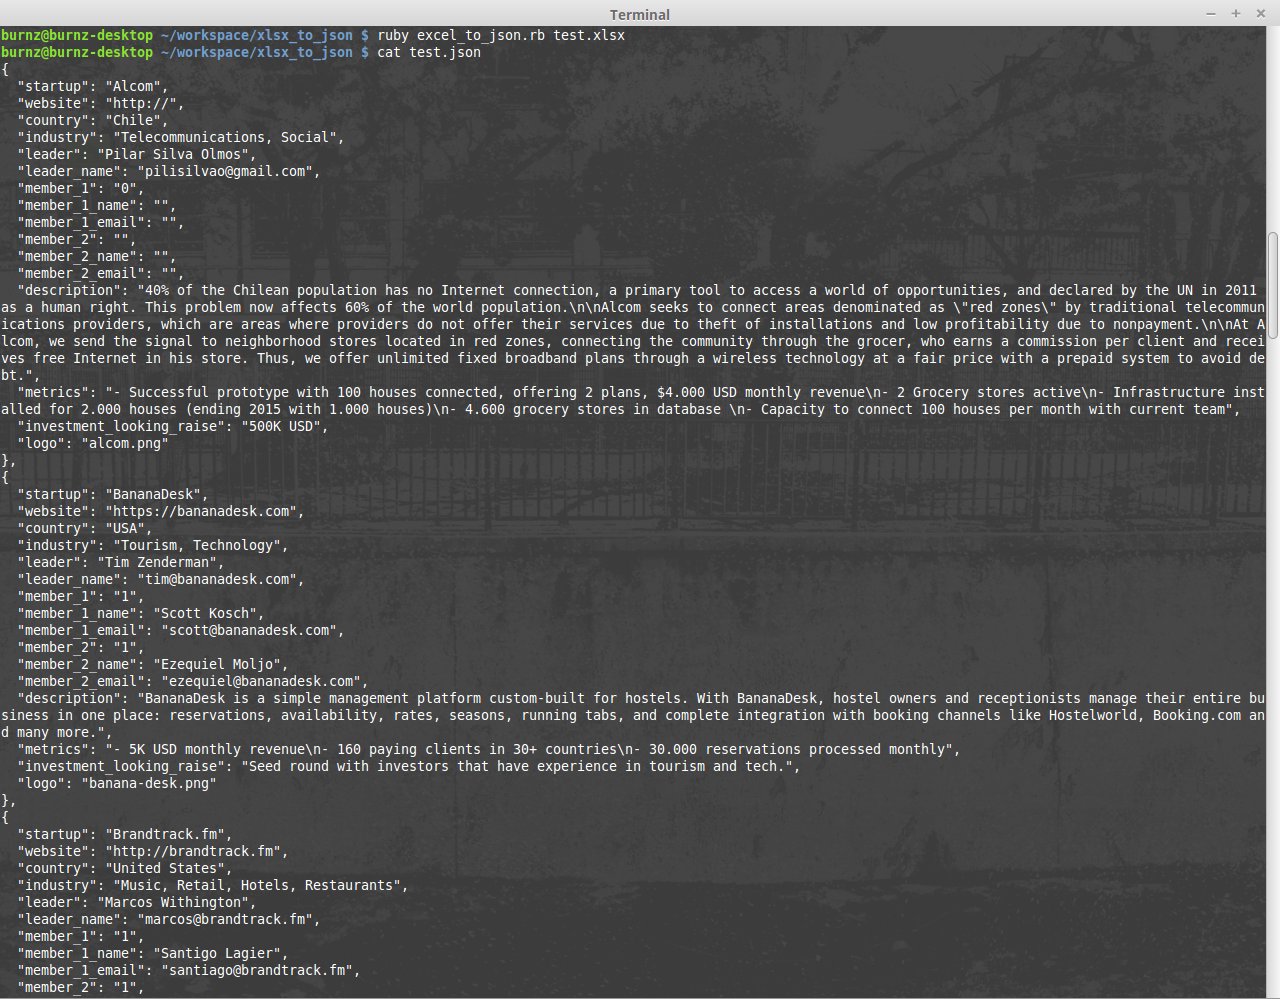 Terminal
burnz@burnz-desktop ~/workspace/xlsx_to_json $ ruby excel_to_json.rb test.xlsx
burnz@burnz-desktop ~/workspace/xlsx_to_json $ cat test.json
{
  "startup": "Alcom",
  "website": "http://",
  "country": "Chile",
  "industry": "Telecommunications, Social",
  "leader": "Pilar Silva Olmos",
  "leader_name": "pilisilvao@gmail.com",
  "member_1": "0",
  "member_1_name": "",
  "member_1_email": "",
  "member_2": "",
  "member_2_name": "",
  "member_2_email": "",
  "description": "40% of the Chilean population has no Internet connection, a primary tool to access a world of opportunities, and declared by the UN in 2011
as a human right. This problem now affects 60% of the world population.\n\nAlcom seeks to connect areas denominated as \"red zones\" by traditional telecommun
ications providers, which are areas where providers do not offer their services due to theft of installations and low profitability due to nonpayment.\n\nAt A
lcom, we send the signal to neighborhood stores located in red zones, connecting the community through the grocer, who earns a commission per client and recei
ves free Internet in his store. Thus, we offer unlimited fixed broadband plans through a wireless technology at a fair price with a prepaid system to avoid de
bt.",
  "metrics": "- Successful prototype with 100 houses connected, offering 2 plans, $4.000 USD monthly revenue\n- 2 Grocery stores active\n- Infrastructure inst
alled for 2.000 houses (ending 2015 with 1.000 houses)\n- 4.600 grocery stores in database \n- Capacity to connect 100 houses per month with current team",
  "investment_looking_raise": "500K USD",
  "logo": "alcom.png"
},
{
  "startup": "BananaDesk",
  "website": "https://bananadesk.com",
  "country": "USA",
  "industry": "Tourism, Technology",
  "leader": "Tim Zenderman",
  "leader_name": "tim@bananadesk.com",
  "member_1": "1",
  "member_1_name": "Scott Kosch",
  "member_1_email": "scott@bananadesk.com",
  "member_2": "1",
  "member_2_name": "Ezequiel Moljo",
  "member_2_email": "ezequiel@bananadesk.com",
  "description": "BananaDesk is a simple management platform custom-built for hostels. With BananaDesk, hostel owners and receptionists manage their entire bu
siness in one place: reservations, availability, rates, seasons, running tabs, and complete integration with booking channels like Hostelworld, Booking.com an
d many more.",
  "metrics": "- 5K USD monthly revenue\n- 160 paying clients in 30+ countries\n- 30.000 reservations processed monthly",
  "investment_looking_raise": "Seed round with investors that have experience in tourism and tech.",
  "logo": "banana-desk.png"
},
{
  "startup": "Brandtrack.fm",
  "website": "http://brandtrack.fm",
  "country": "United States",
  "industry": "Music, Retail, Hotels, Restaurants",
  "leader": "Marcos Withington",
  "leader_name": "marcos@brandtrack.fm",
  "member_1": "1",
  "member_1_name": "Santigo Lagier",
  "member_1_email": "santiago@brandtrack.fm",
  "member_2": "1",